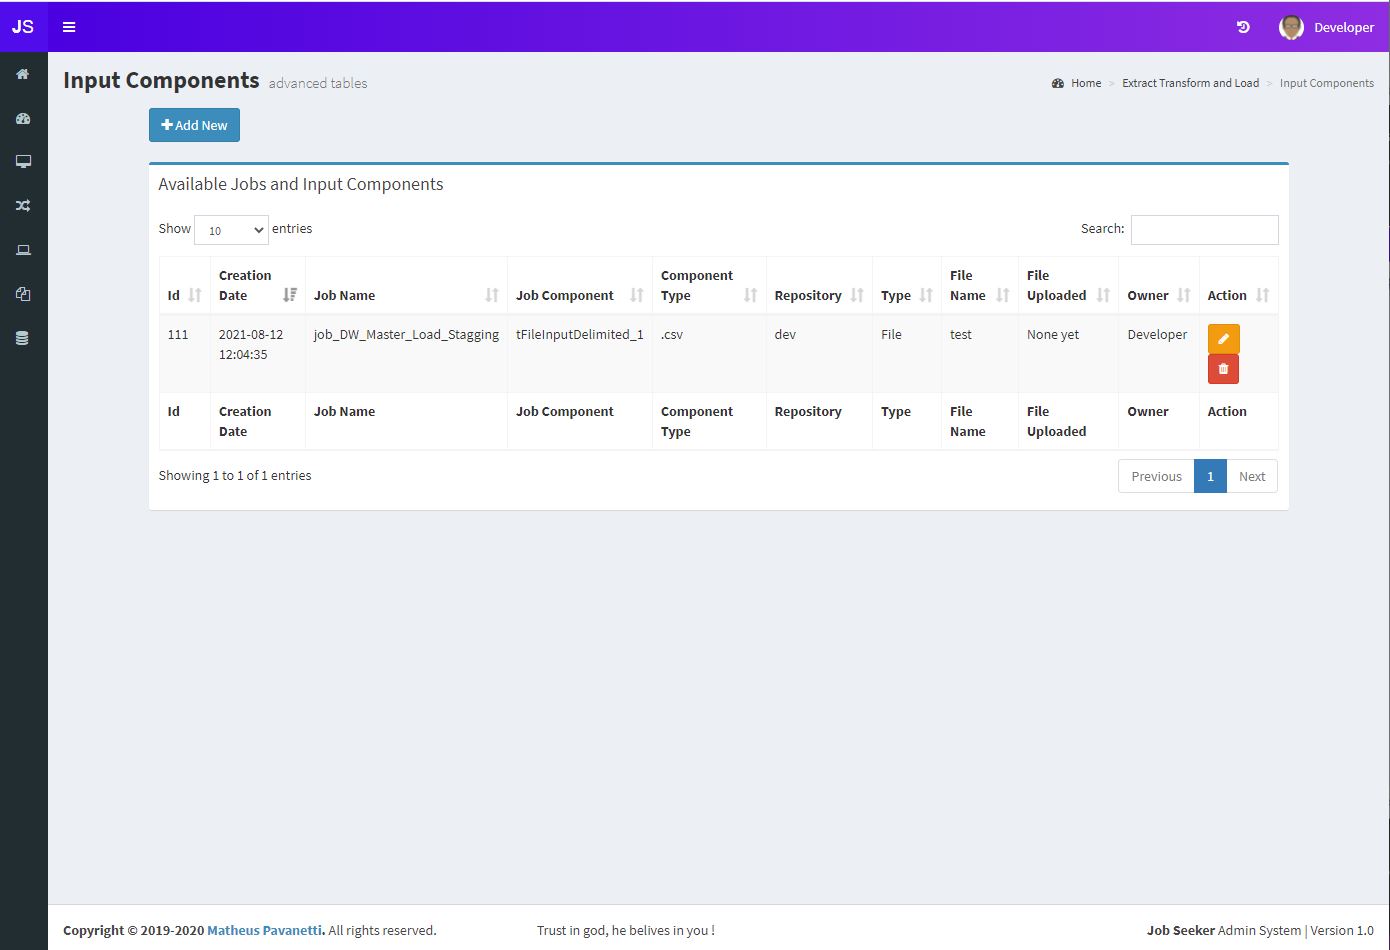 JS
Developer
Input Components advanced tables
Home > Extract Transform and Load > Input Components
Add New
Available Jobs and Input Components
Show 10 entries
Search:
Id
Creation
Date
Job Name
Job Component
Component
Type
Repository
Type
File
Name
File
Uploaded
Owner
Action
111
2021-08-12
12:04:35
job_DW_Master_Load_Stagging
tFileInputDelimited_1
.csv
dev
File
test
None yet
Developer
Id
Creation
Date
Job Name
Job Component
Component
Type
Repository
Type
File
Name
File
Uploaded
Owner
Action
Showing 1 to 1 of 1 entries
Previous 1 Next
Copyright © 2019-2020 Matheus Pavanetti. All rights reserved.
Trust in god, he belives in you !
Job Seeker Admin System | Version 1.0